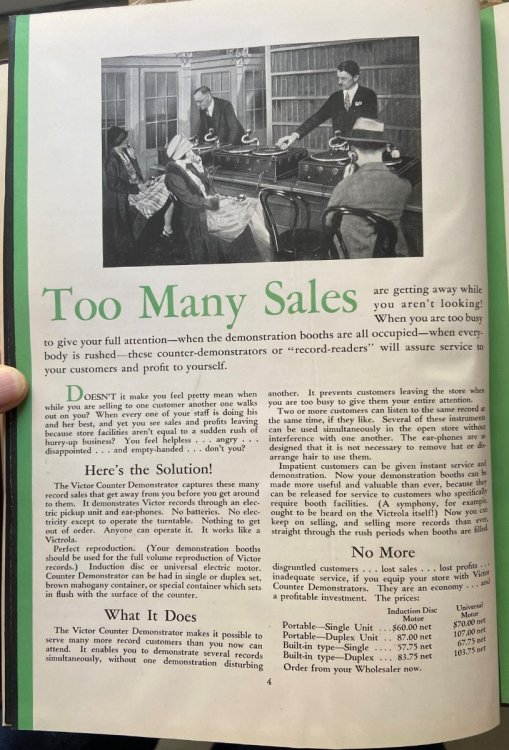 Too Many Sales
are getting away while
you aren't looking!
When you are too busy
to give your full attention—when the demonstration booths are all occupied—when every-
body is rushed—these counter-demonstrators or "record-readers" will assure service to
your customers and profit to yourself.
DOESN'T it make you feel pretty mean when
while you are selling to one customer another one walks
out on you? When every one of your staff is doing his
and her best, and yet you see sales and profits leaving
because store facilities aren't equal to a sudden rush of
hurry-up business? You feel helpless . . . angry . . .
disappointed . . . and empty-handed . . . don't you?
Here's the Solution!
The Victor Counter Demonstrator captures these many
record sales that get away from you before you get around
to them. It demonstrates Victor records through an elec-
tric pickup unit and ear-phones. No batteries. No elec-
tricity except to operate the turntable. Nothing to get
out of order. Anyone can operate it. It works like a
Victrola.
Perfect reproduction. (Your demonstration booths
should be used for the full volume reproduction of Victor
records.) Induction disc or universal electric motor.
Counter Demonstrator can be had in single or duplex set,
brown mahogany container, or special container which sets
in flush with the surface of the counter.
What It Does
The Victor Counter Demonstrator makes it possible to
serve many more record customers than you now can
attend. It enables you to demonstrate several records
simultaneously, without one demonstration disturbing
another. It prevents customers leaving the store when
you are too busy to give them your entire attention.
Two or more customers can listen to the same record at
the same time, if they like. Several of these instruments
can be used simultaneously in the open store without
interference with one another. The ear-phones are so
designed that it is not necessary to remove hat or dis-
arrange hair to use them.
Impatient customers can be given instant service and
demonstration. Now your demonstration booths can be
made more useful and valuable than ever, because they
can be released for service to customers who specifically
require booth facilities. (A symphony, for example,
ought to be heard on the Victrola itself!) Now you can
keep on selling, and selling more records than ever,
straight through the rush periods when booths are filled.
No More
disgruntled customers . . . lost sales . . . lost profits . . .
inadequate service, if you equip your store with Victor
Counter Demonstrators. They are an economy . . . and
a profitable investment. The prices:
Induction Disc Motor Universal Motor
Portable—Single Unit . . . $60.00 net $70.00 net
Portable—Duplex Unit . . 87.00 net 107.00 net
Built-in type—Single . . . . 57.75 net 67.75 net
Built-in type—Duplex . . . 83.75 net 103.75 net
Order from your Wholesaler now.
4